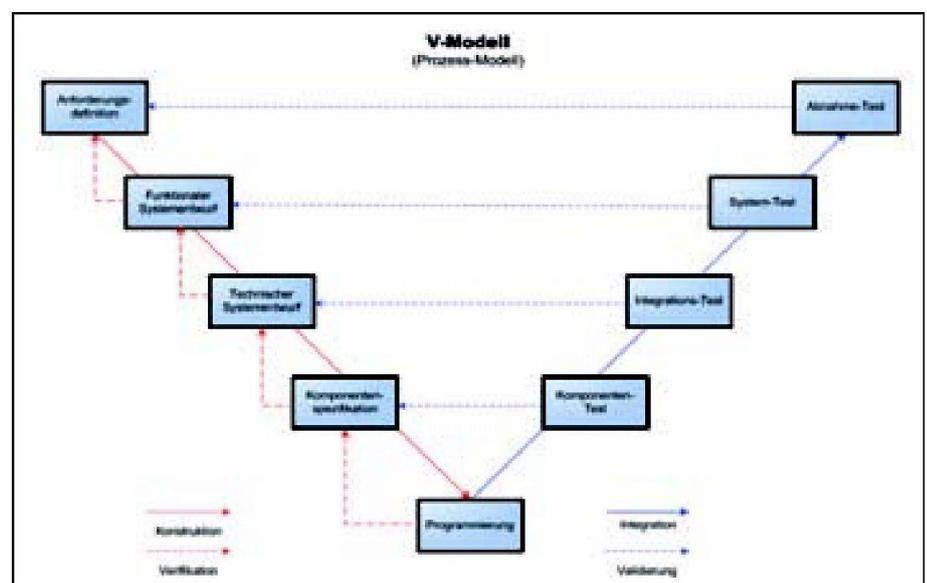 V-Modell
(Prozess-Modell)
Anforderungs-
definition
Abnahme-Test
Funktionaler
Systementwurf
System-Test
Technischer
Systementwurf
Integrations-Test
Komponenten-
spezifikation
Komponenten-
Test
Programmierung
Konstruktion
Integration
Verifikation
Validierung